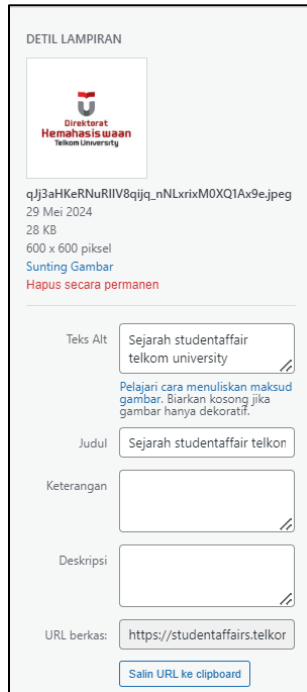 DETIL LAMPIRAN
Direktorat
Hemahasiswaan
Telkom University
qJj3aHKeRNuRIIV8qijq_nNLxrixM0XQ1Ax9e.jpeg
29 Mei 2024
28 KB
600 x 600 piksel
Sunting Gambar
Hapus secara permanen
Teks Alt
Sejarah studentaffair
telkom university
Pelajari cara menuliskan maksud
gambar. Biarkan kosong jika
gambar hanya dekoratif.
Judul
Sejarah studentaffair telkon
Keterangan
Deskripsi
URL berkas:
https://studentaffairs.telkor
Salin URL ke clipboard